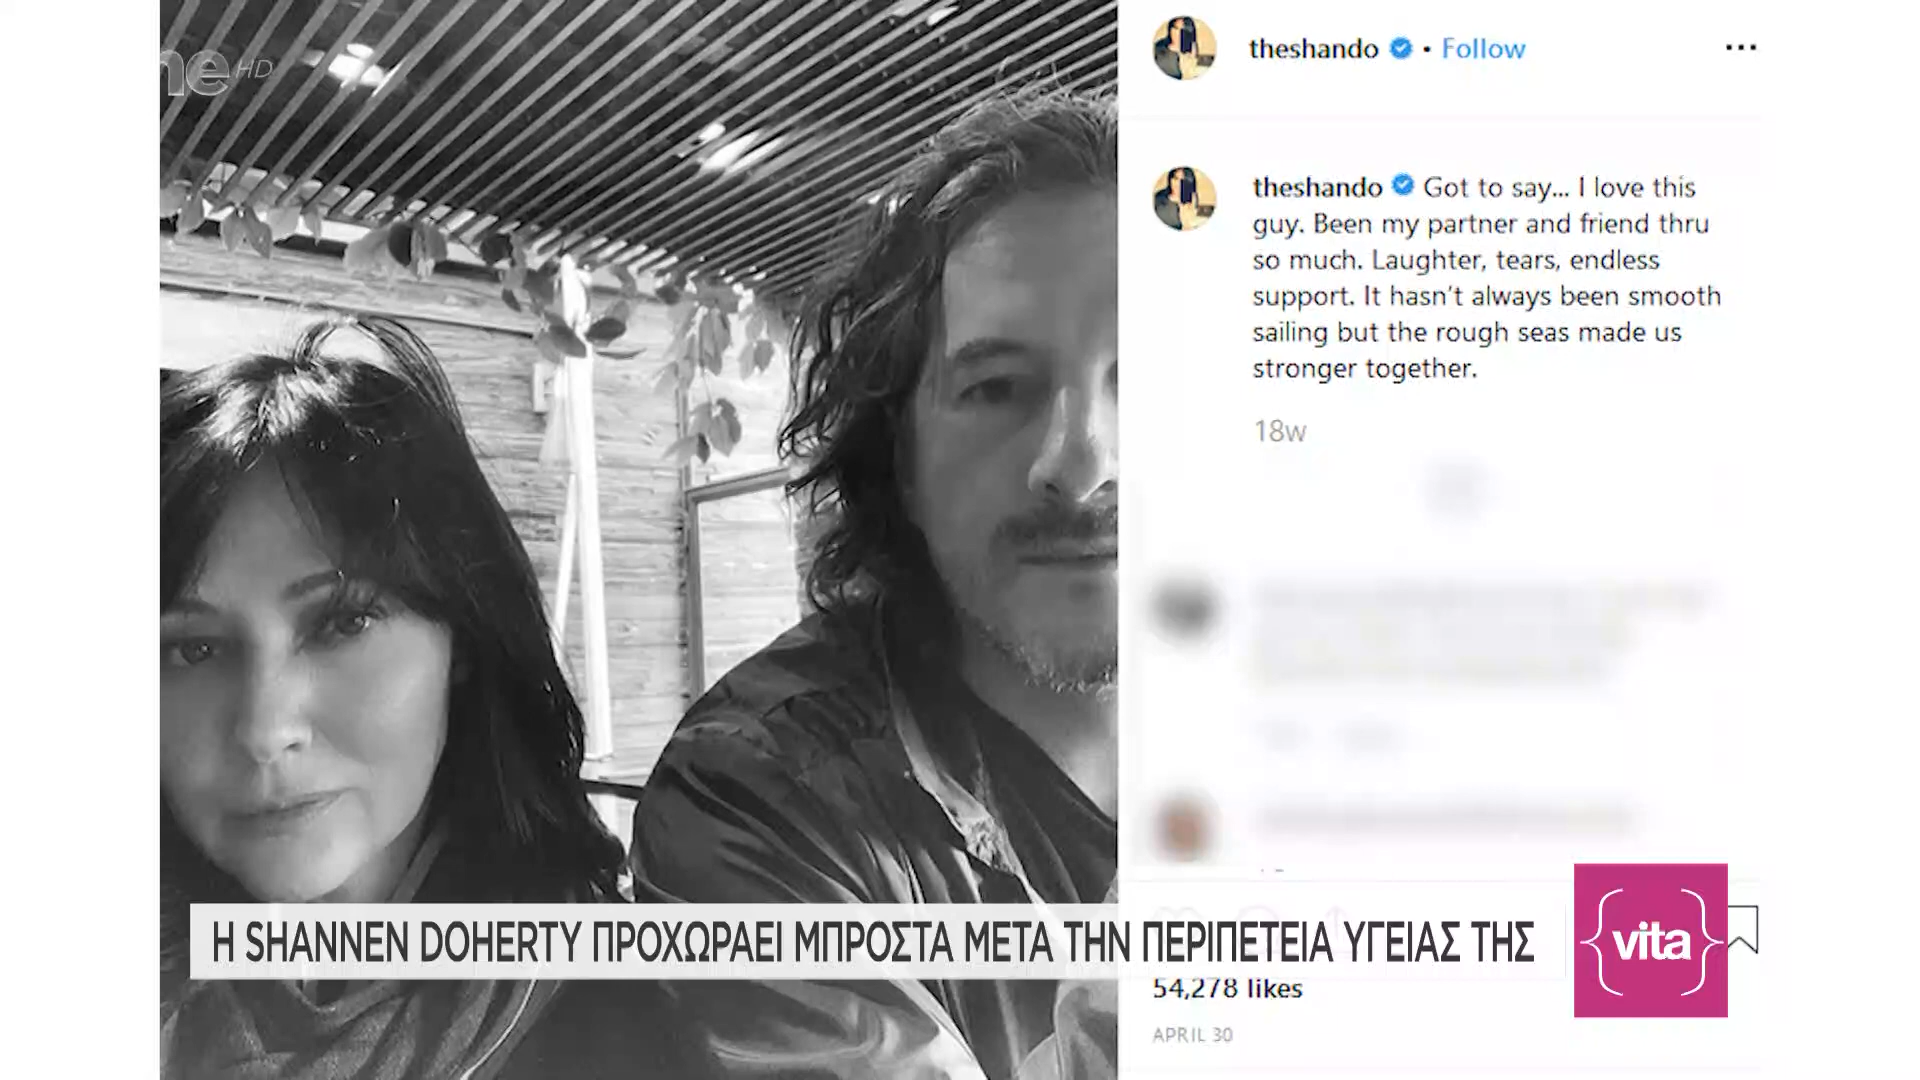 ne HD
theshando • Follow
theshando Got to say... I love this
guy. Been my partner and friend thru
so much. Laughter, tears, endless
support. It hasn't always been smooth
sailing but the rough seas made us
stronger together.
18w
Η SHANNEN DOHERTY ΠΡΟΧΩΡΑΕΙ ΜΠΡΟΣΤΑ ΜΕΤΑ ΤΗΝ ΠΕΡΙΠΕΤΕΙΑ ΥΓΕΙΑΣ ΤΗΣ
vita
54,278 likes
APRIL 30